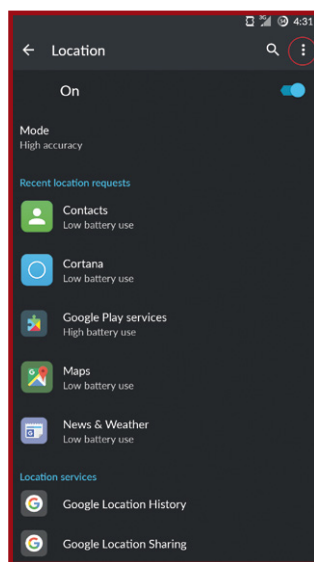 3G 4:31
Location
On
Mode
High accuracy
Recent location requests
Contacts
Low battery use
Cortana
Low battery use
Google Play services
High battery use
Maps
Low battery use
News & Weather
Low battery use
Location services
Google Location History
Google Location Sharing